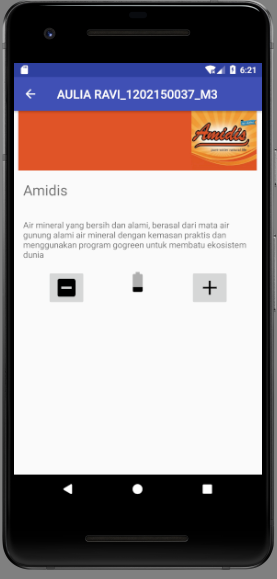 6:21
AULIA RAVI_1202150037_M3
Amidis
Amidis
Air mineral yang bersih dan alami, berasal dari mata air
gunung alami air mineral dengan kemasan praktis dan
menggunakan program gogreen untuk membatu ekosistem
dunia